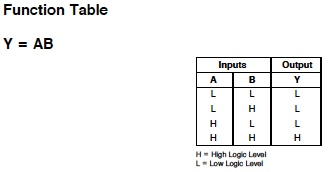 Function Table
Y = AB
Inputs Output
A B Y
L L L
L H L
H L L
H H H
H = High Logic Level
L = Low Logic Level